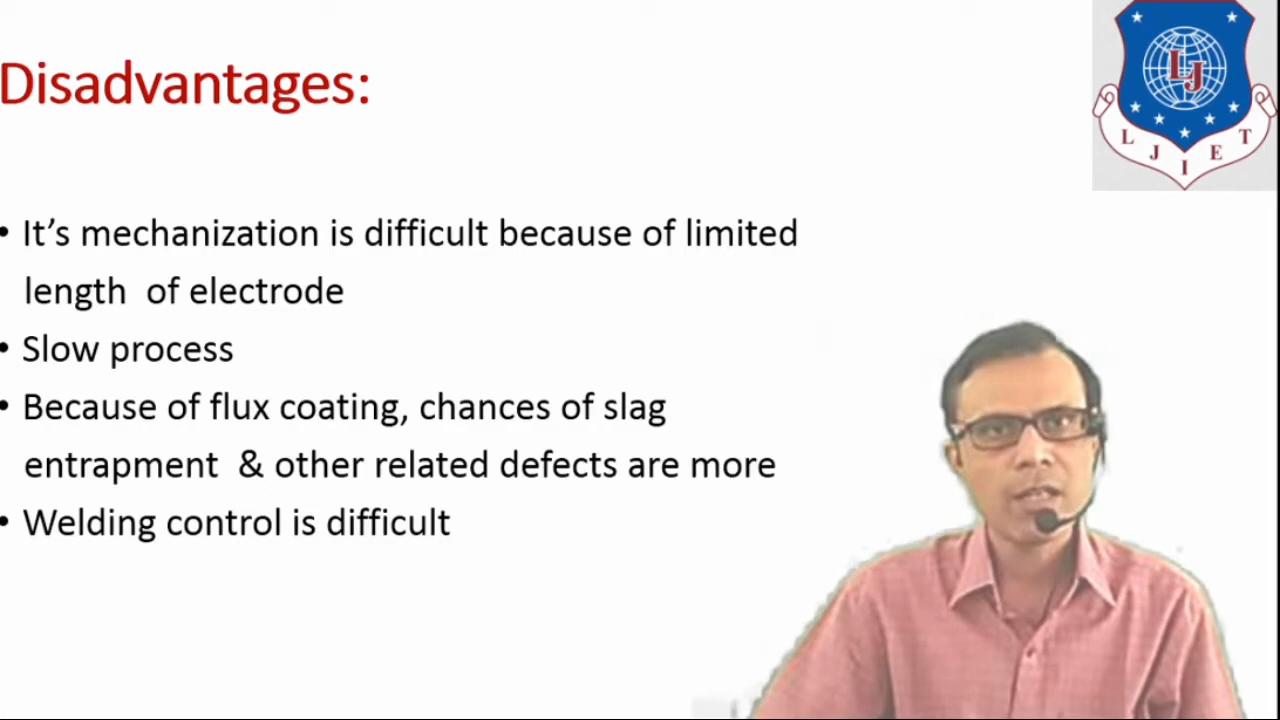 Disadvantages:
• It’s mechanization is difficult because of limited
length of electrode
• Slow process
• Because of flux coating, chances of slag
entrapment & other related defects are more
• Welding control is difficult
LJ
L J I E T